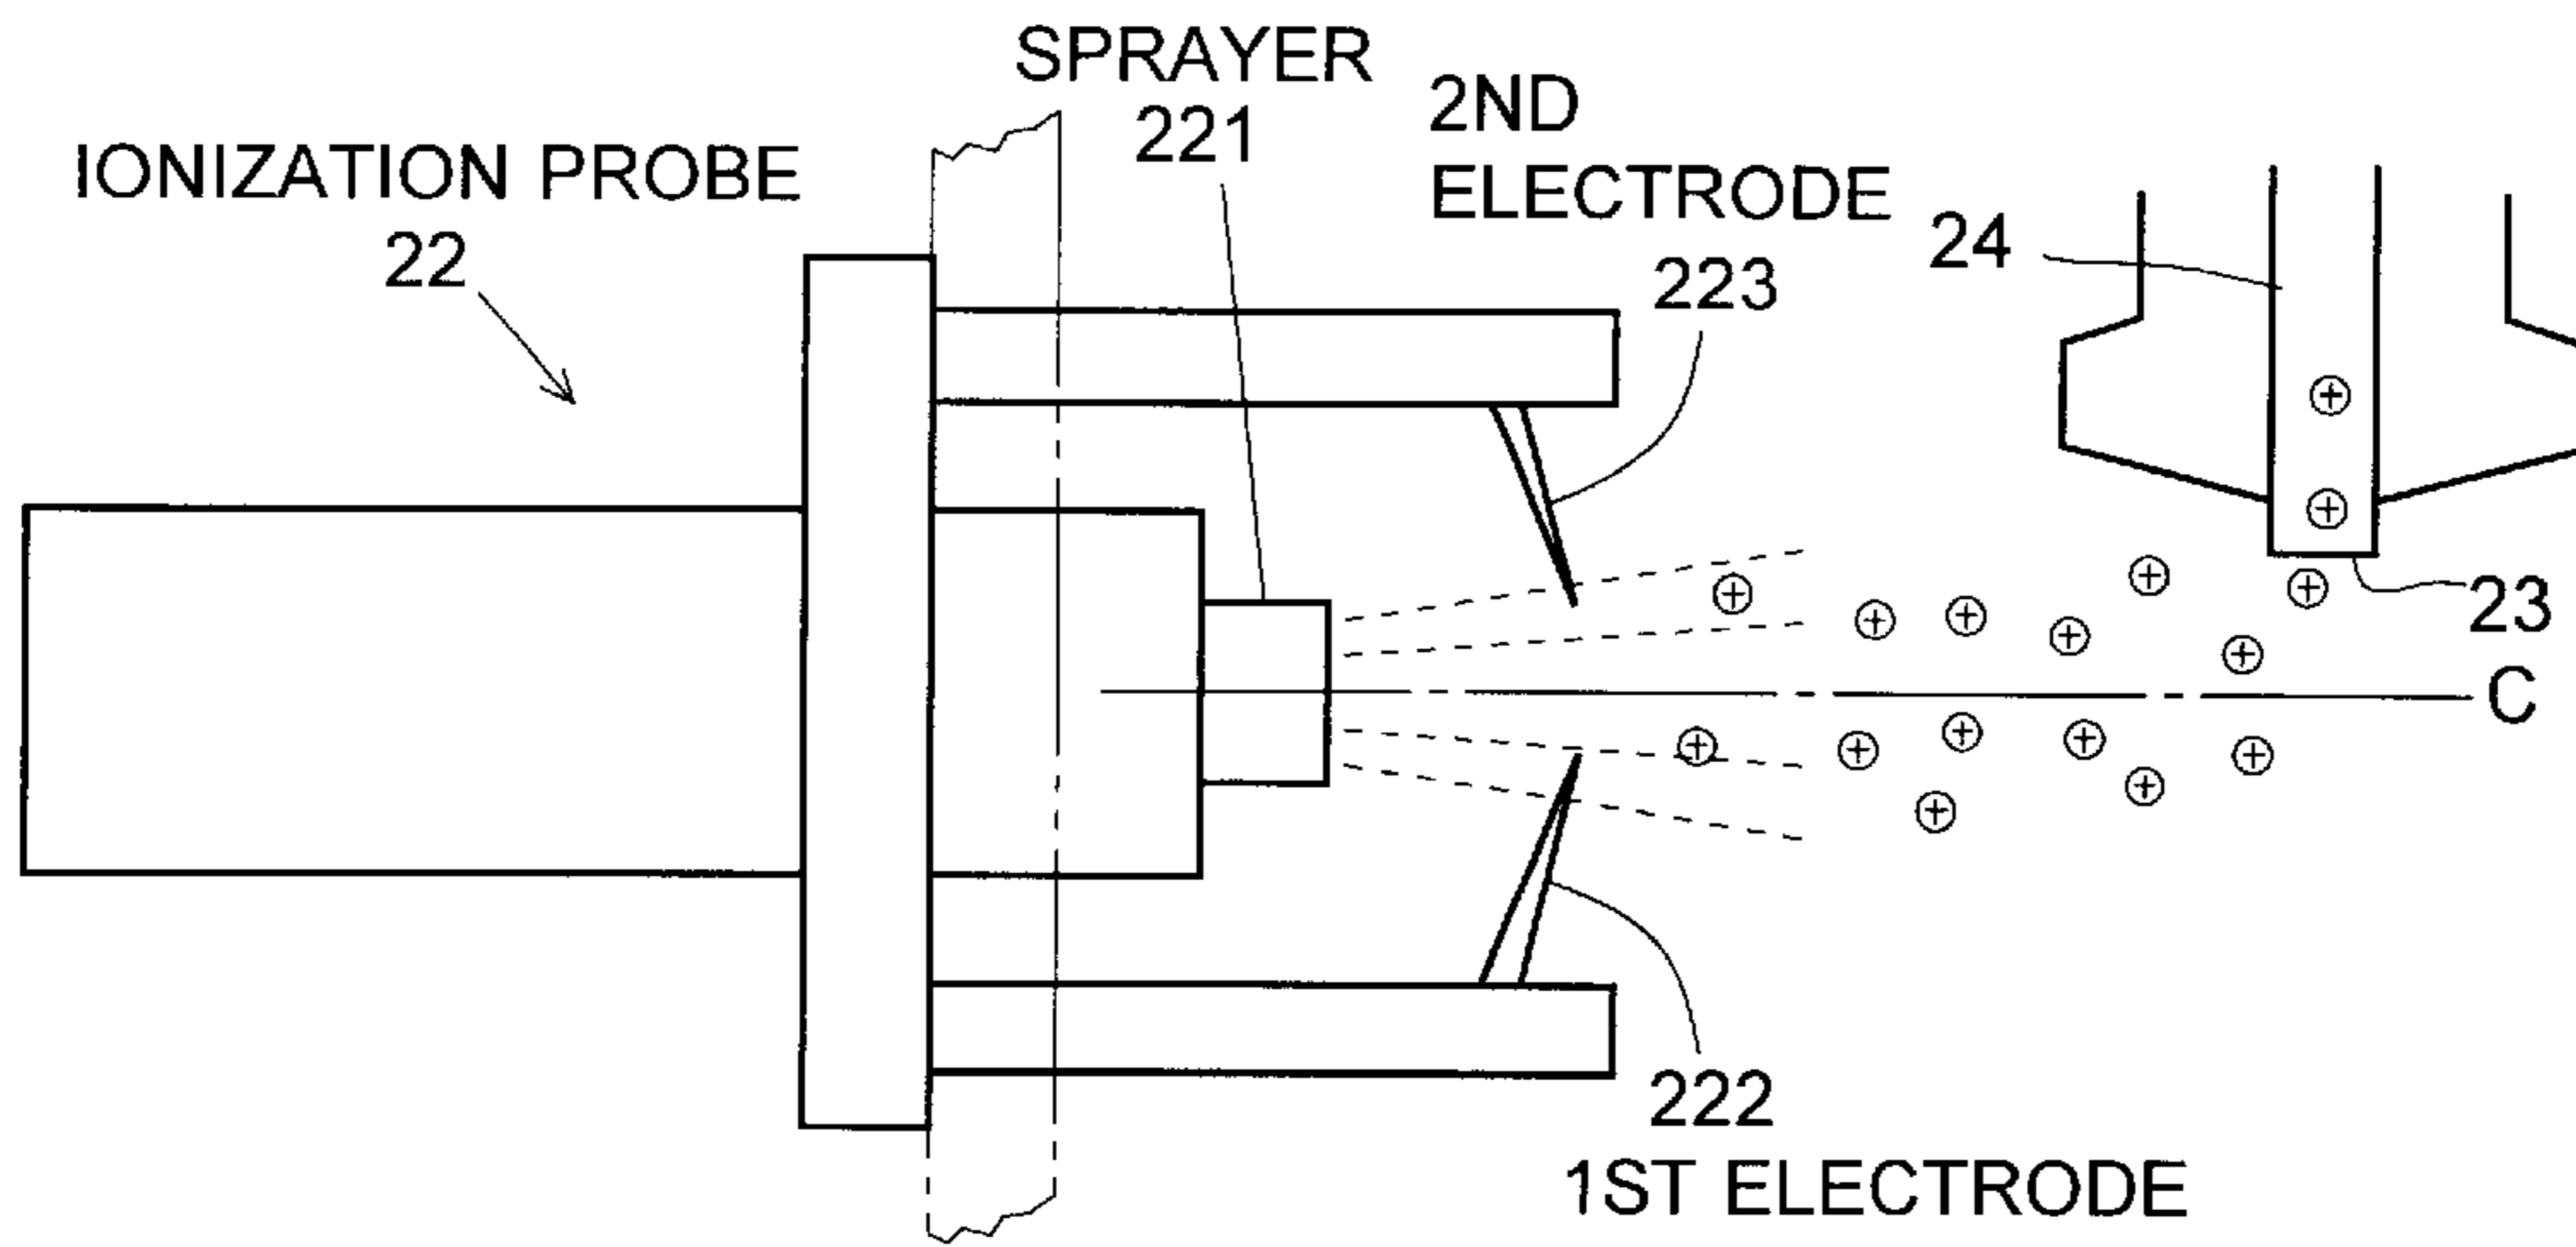 SPRAYER
221
2ND
ELECTRODE
223
IONIZATION PROBE
22
24
23
C
222
1ST ELECTRODE